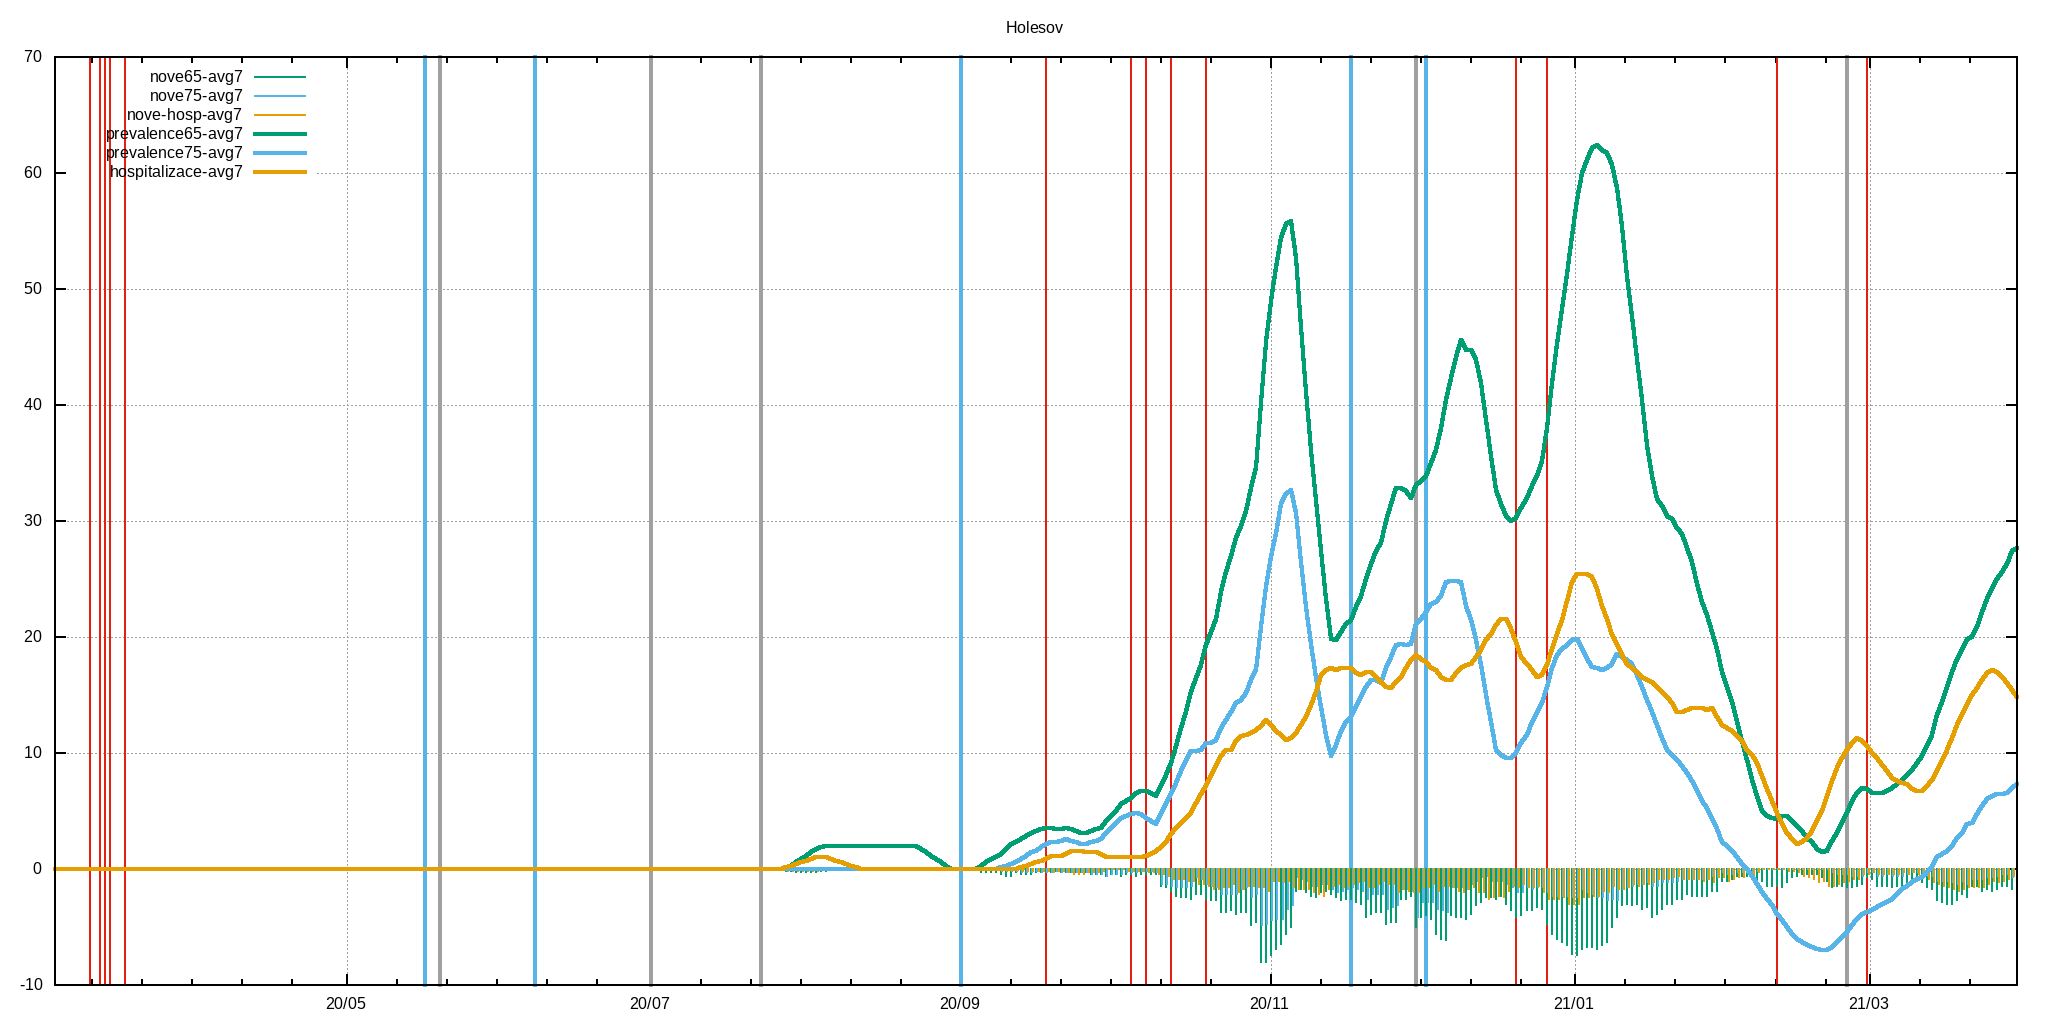 Holesov
70
60
50
40
30
20
10
0
-10
nove65-avg7
nove75-avg7
nove-hosp-avg7
prevalence65-avg7
prevalence75-avg7
hospitalizace-avg7
20/05
20/07
20/09
20/11
21/01
21/03